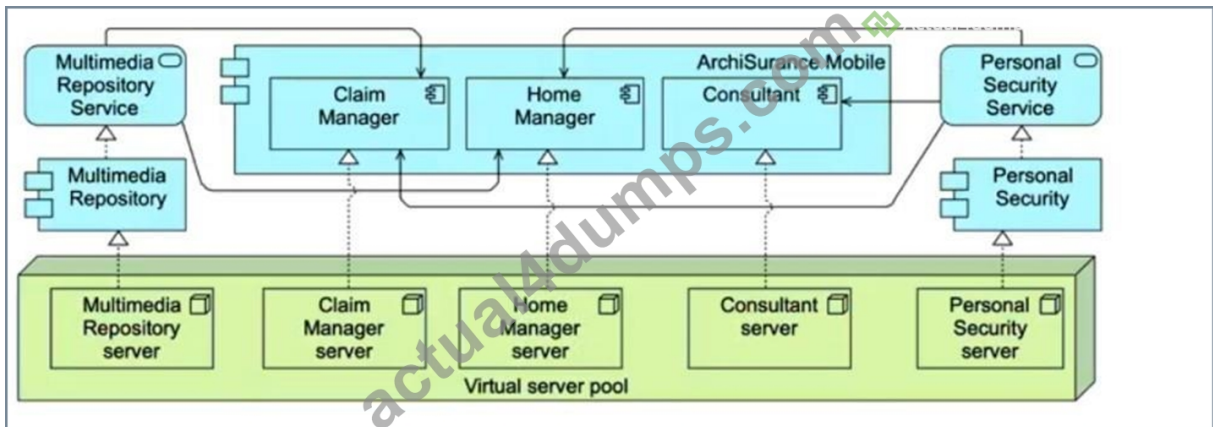 Multimedia
Repository
Service
ArchiSurance Mobile
Claim
Manager
Home
Manager
Consultant
Personal
Security
Service
Multimedia
Repository
Personal
Security
Multimedia
Repository
server
Claim
Manager
server
Home
Manager
server
Consultant
server
Personal
Security
server
Virtual server pool
actual4dumps.com